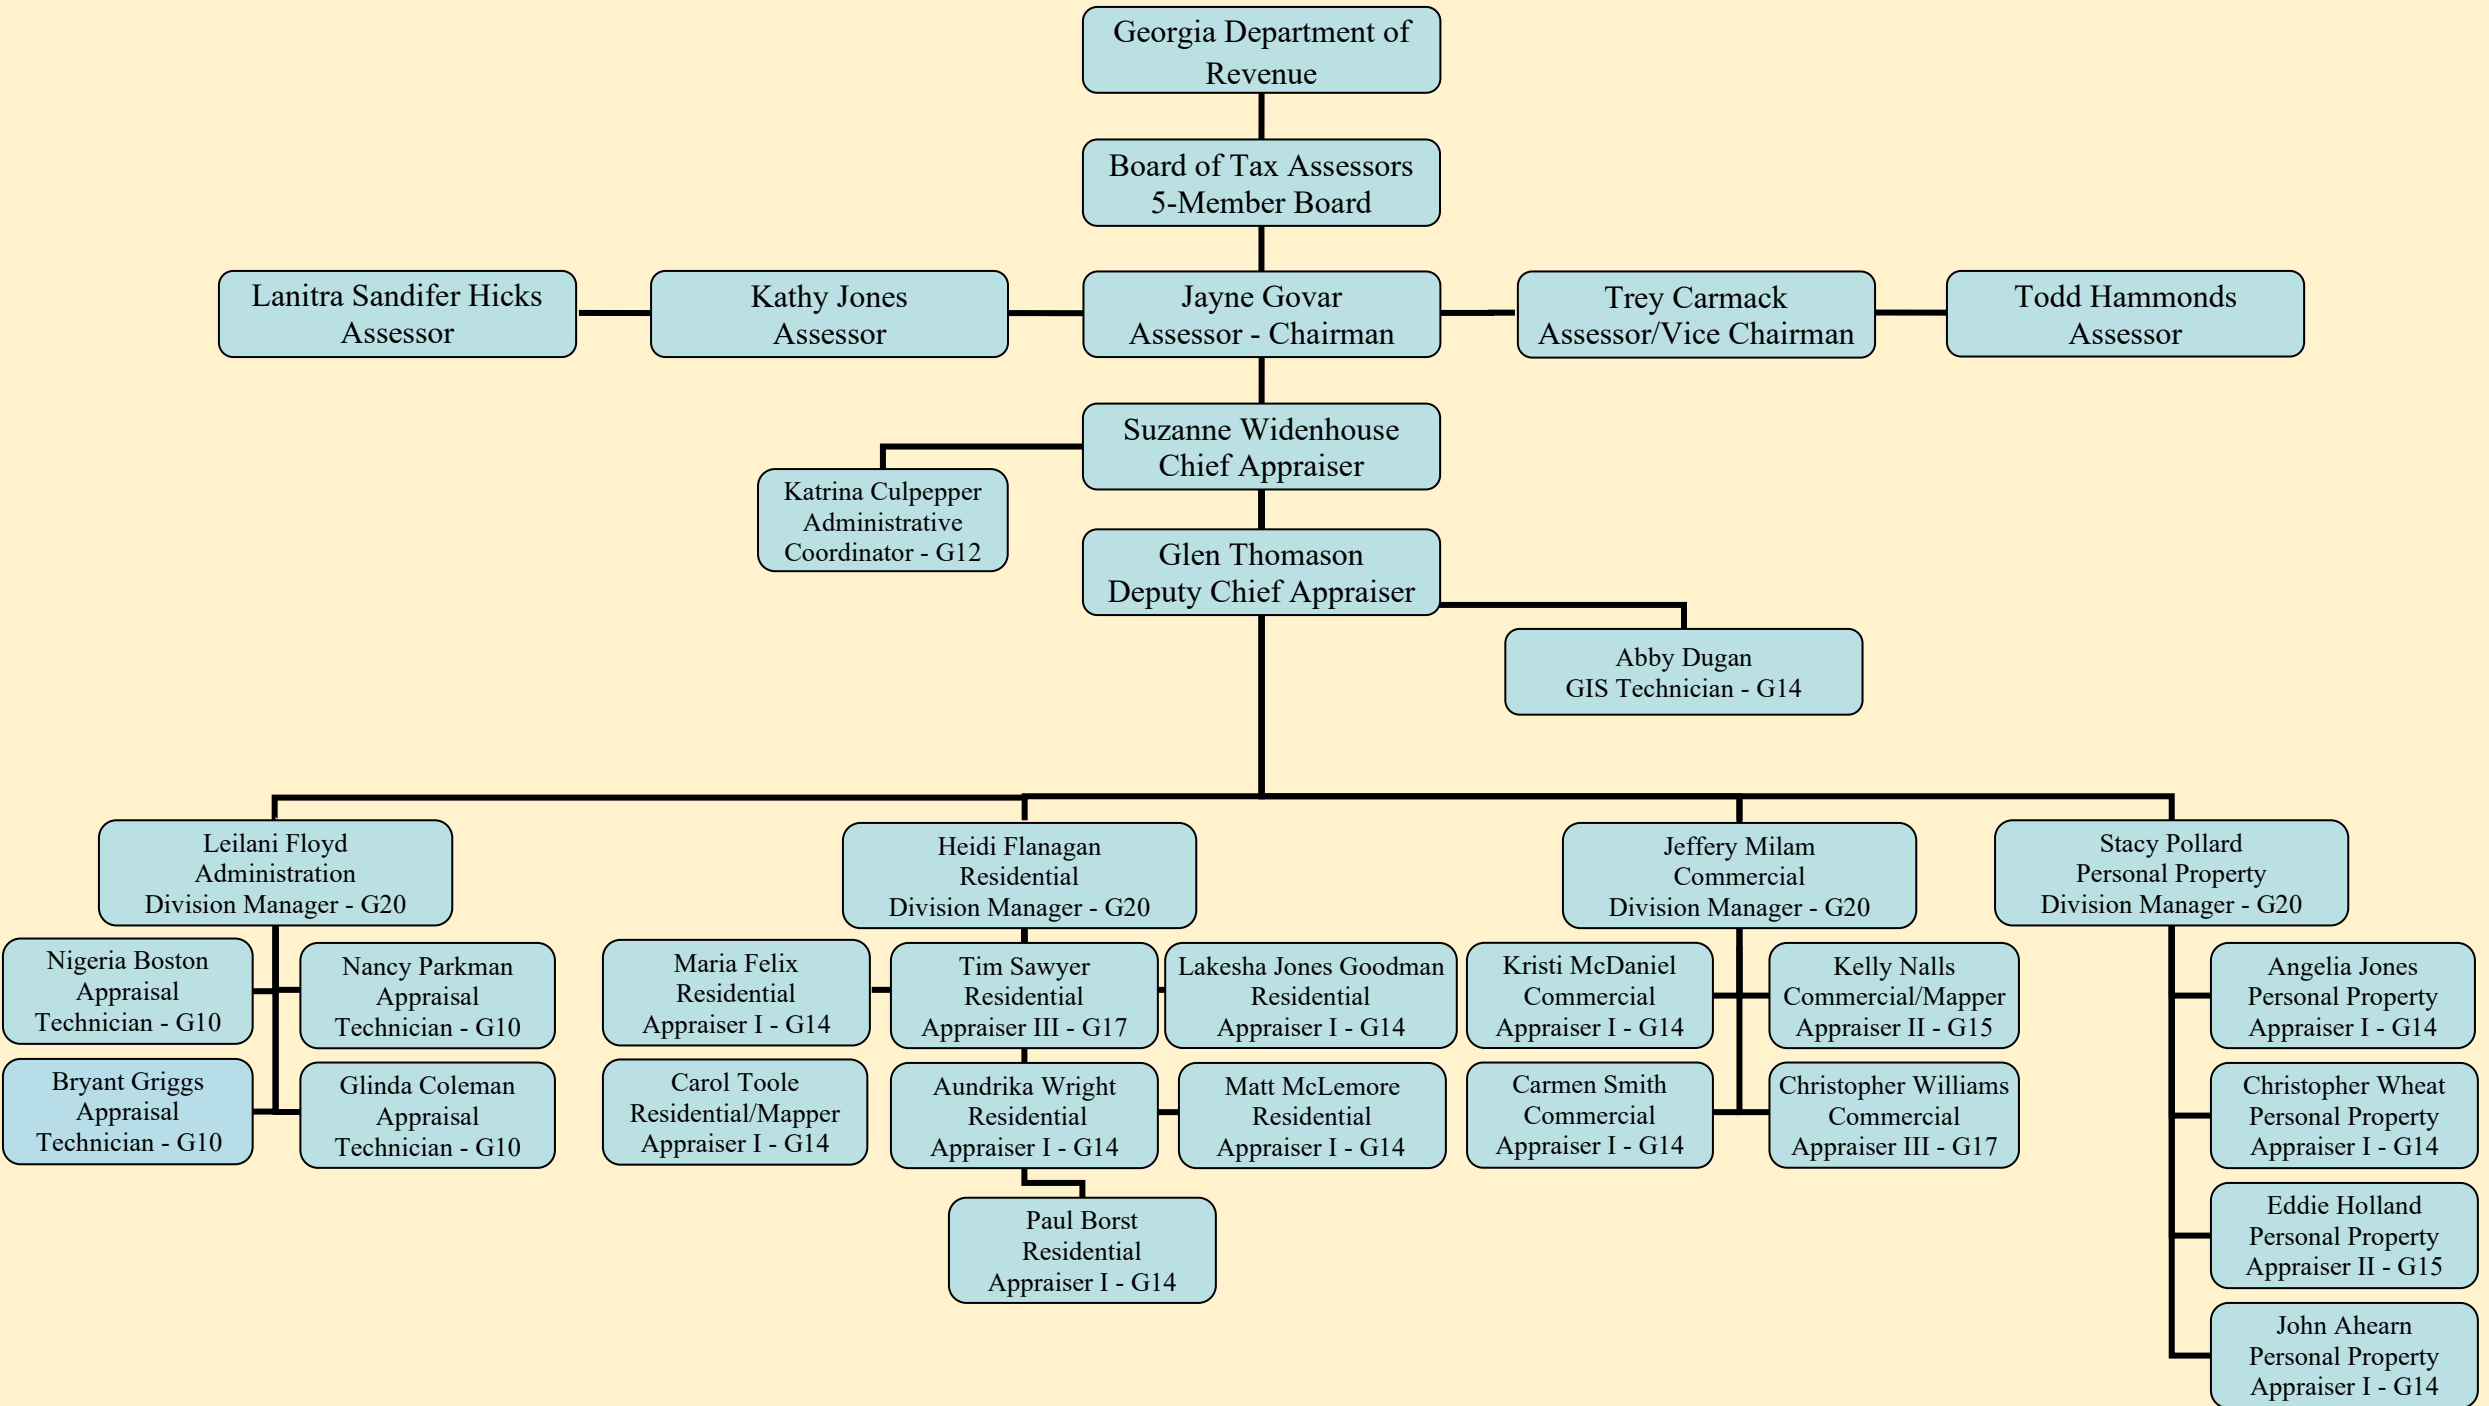 Georgia Department of
Revenue
Board of Tax Assessors
5-Member Board
Lanitra Sandifer Hicks
Assessor
Kathy Jones
Assessor
Jayne Govar
Assessor - Chairman
Trey Carmack
Assessor/Vice Chairman
Todd Hammonds
Assessor
Suzanne Widenhouse
Chief Appraiser
Katrina Culpepper
Administrative
Coordinator - G12
Glen Thomason
Deputy Chief Appraiser
Abby Dugan
GIS Technician - G14
Leilani Floyd
Administration
Division Manager - G20
Heidi Flanagan
Residential
Division Manager - G20
Jeffery Milam
Commercial
Division Manager - G20
Stacy Pollard
Personal Property
Division Manager - G20
Nigeria Boston
Appraisal
Technician - G10
Nancy Parkman
Appraisal
Technician - G10
Maria Felix
Residential
Appraiser I - G14
Tim Sawyer
Residential
Appraiser III - G17
Lakesha Jones Goodman
Residential
Appraiser I - G14
Kristi McDaniel
Commercial
Appraiser I - G14
Kelly Nalls
Commercial/Mapper
Appraiser II - G15
Angelia Jones
Personal Property
Appraiser I - G14
Bryant Griggs
Appraisal
Technician - G10
Glinda Coleman
Appraisal
Technician - G10
Carol Toole
Residential/Mapper
Appraiser I - G14
Aundrika Wright
Residential
Appraiser I - G14
Matt McLemore
Residential
Appraiser I - G14
Carmen Smith
Commercial
Appraiser I - G14
Christopher Williams
Commercial
Appraiser III - G17
Christopher Wheat
Personal Property
Appraiser I - G14
Paul Borst
Residential
Appraiser I - G14
Eddie Holland
Personal Property
Appraiser II - G15
John Ahearn
Personal Property
Appraiser I - G14